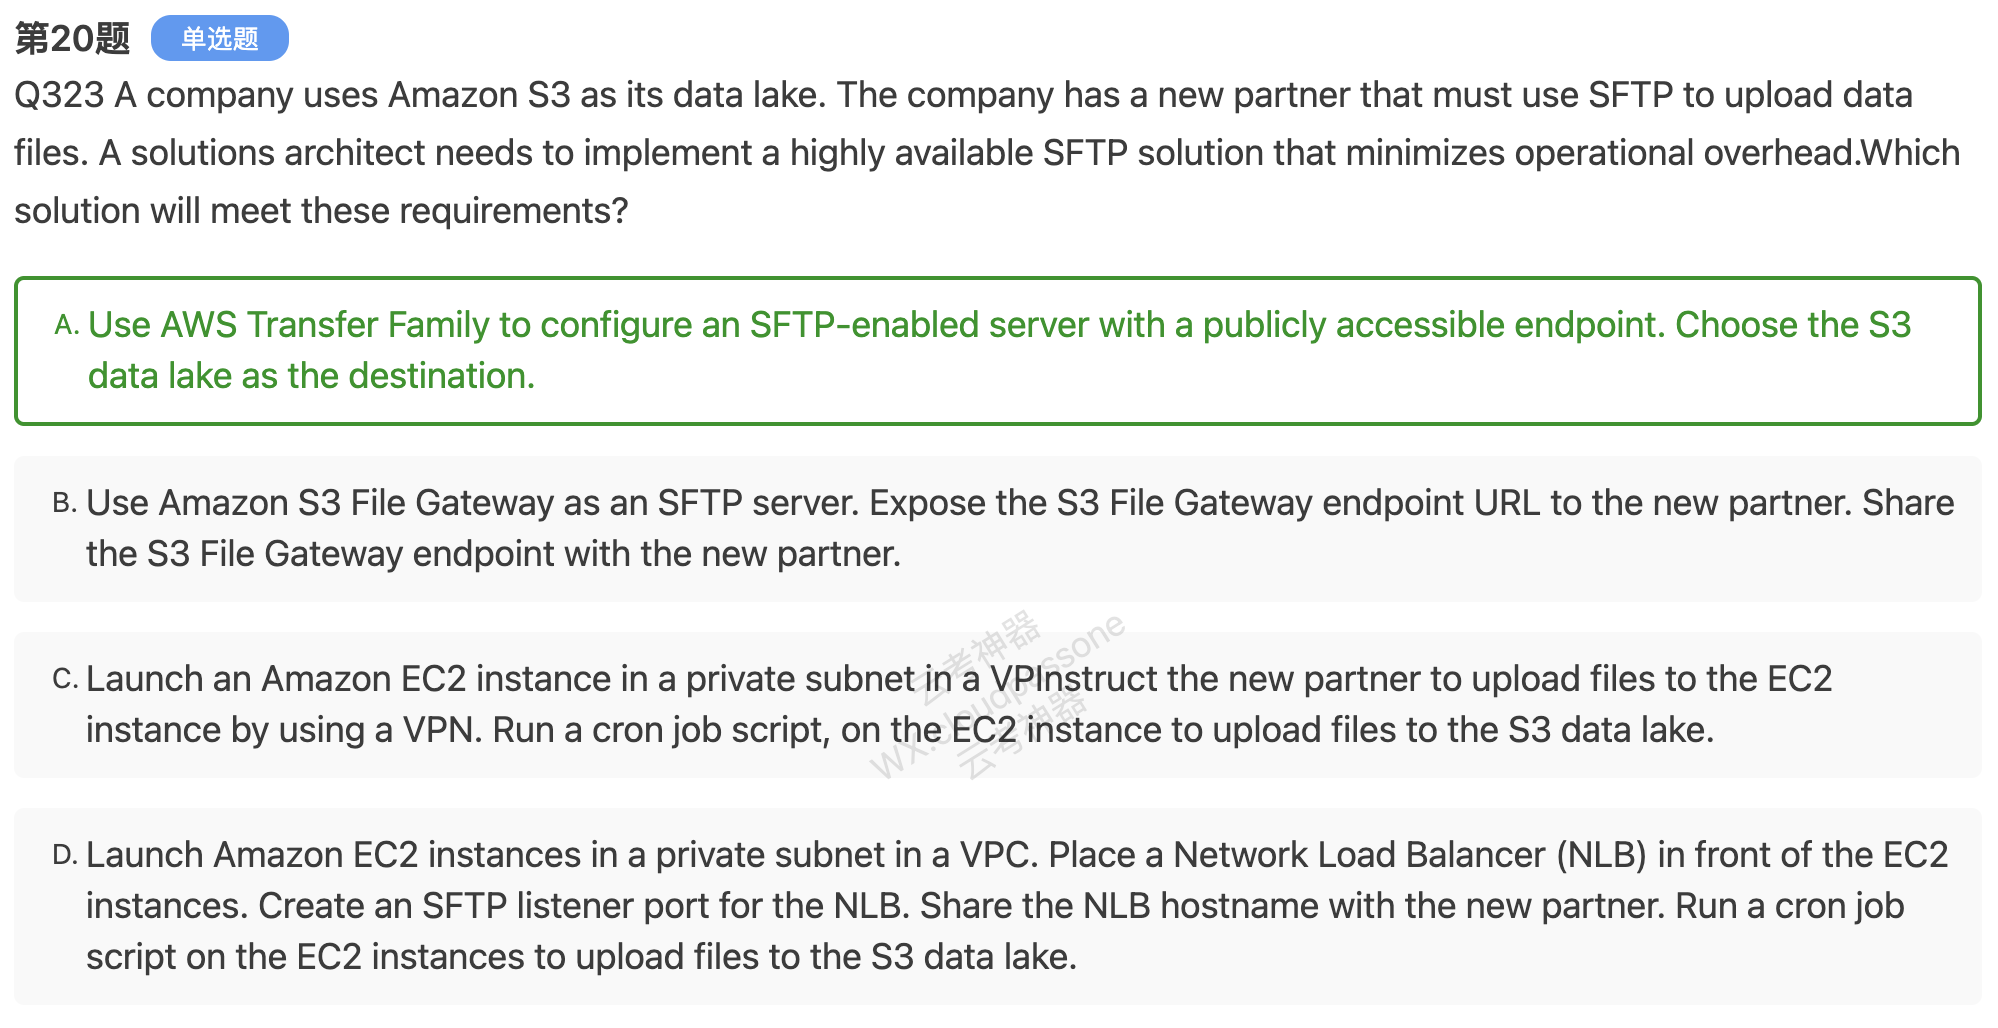 第20题 单选题
Q323 A company uses Amazon S3 as its data lake. The company has a new partner that must use SFTP to upload data
files. A solutions architect needs to implement a highly available SFTP solution that minimizes operational overhead.Which
solution will meet these requirements?
A. Use AWS Transfer Family to configure an SFTP-enabled server with a publicly accessible endpoint. Choose the S3
data lake as the destination.
B. Use Amazon S3 File Gateway as an SFTP server. Expose the S3 File Gateway endpoint URL to the new partner. Share
the S3 File Gateway endpoint with the new partner.
C. Launch an Amazon EC2 instance in a private subnet in a VPInstruct the new partner to upload files to the EC2
instance by using a VPN. Run a cron job script, on the EC2 instance to upload files to the S3 data lake.
D. Launch Amazon EC2 instances in a private subnet in a VPC. Place a Network Load Balancer (NLB) in front of the EC2
instances. Create an SFTP listener port for the NLB. Share the NLB hostname with the new partner. Run a cron job
script on the EC2 instances to upload files to the S3 data lake.
云考神器
WX:cloudpassone
云考神器